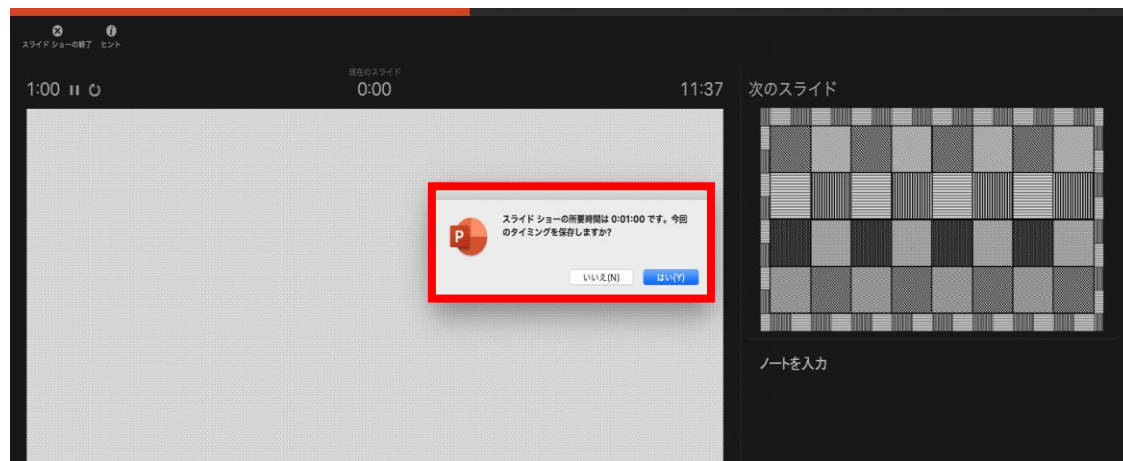 スライド ショーの終了 ヒント
現在のスライド
1:00
0:00
11:37
次のスライド
P
スライド ショーの所要時間は 0:01:00 です。今回
のタイミングを保存しますか?
いいえ(N) はい(Y)
ノートを入力